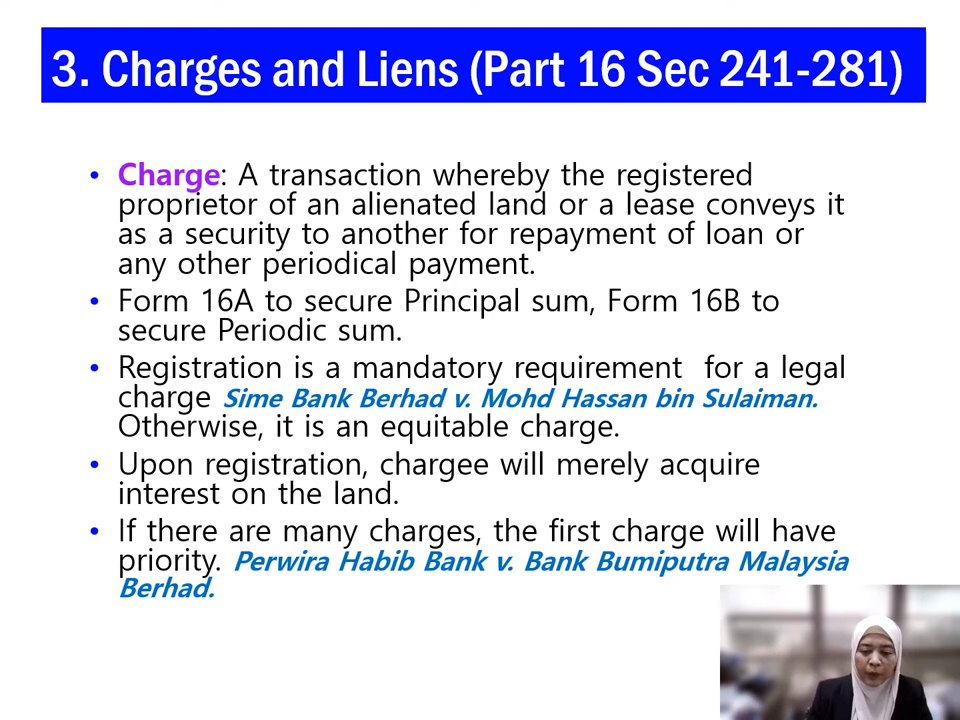 3. Charges and Liens (Part 16 Sec 241-281)
• Charge: A transaction whereby the registered
proprietor of an alienated land or a lease conveys it
as a security to another for repayment of loan or
any other periodical payment.
• Form 16A to secure Principal sum, Form 16B to
secure Periodic sum.
• Registration is a mandatory requirement for a legal
charge Sime Bank Berhad v. Mohd Hassan bin Sulaiman.
Otherwise, it is an equitable charge.
• Upon registration, chargee will merely acquire
interest on the land.
• If there are many charges, the first charge will have
priority. Perwira Habib Bank v. Bank Bumiputra Malaysia
Berhad.